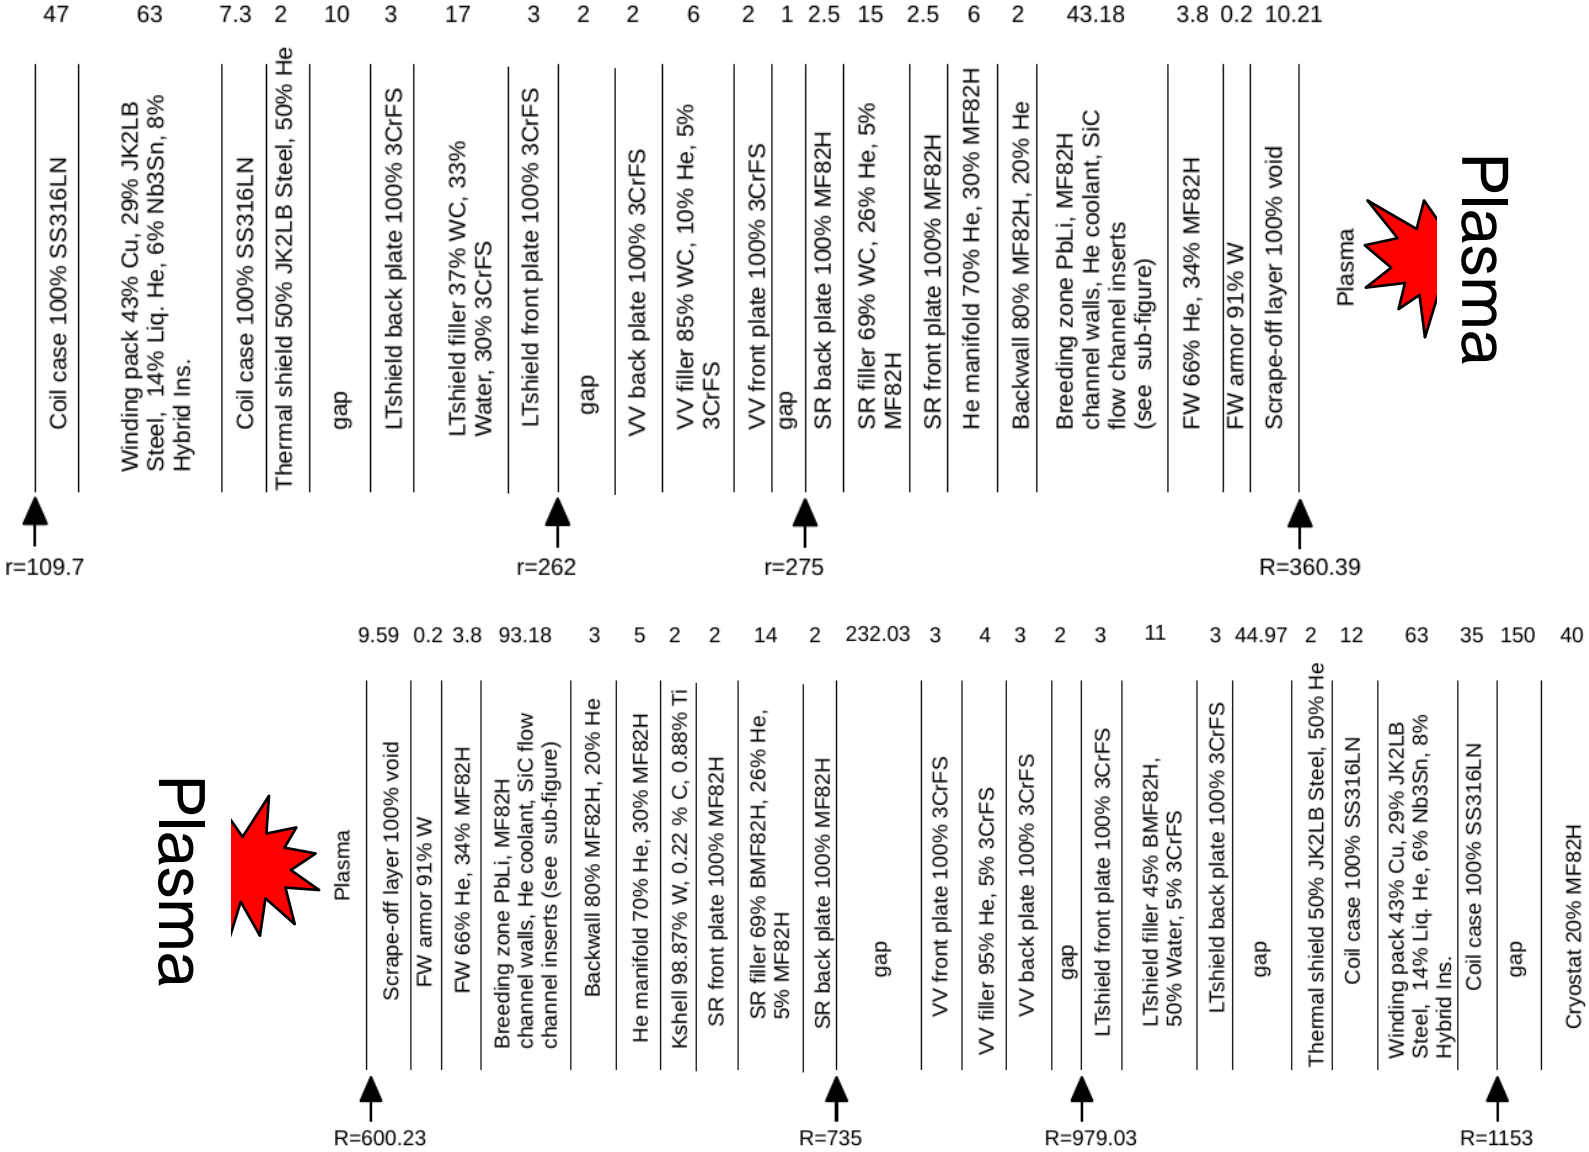 47 63 7.3 2 10 3 17 3 2 2 6 2 1 2.5 15 2.5 6 2 43.18 3.8 0.2 10.21
Coil case 100% SS316LN
Winding pack 43% Cu, 29% JK2LB
Steel, 14% Liq. He, 6% Nb3Sn, 8%
Hybrid Ins.
Coil case 100% SS316LN
Thermal shield 50% JK2LB Steel, 50% He
gap
LTshield back plate 100% 3CrFS
LTshield filler 37% WC, 33%
Water, 30% 3CrFS
LTshield front plate 100% 3CrFS
gap
VV back plate 100% 3CrFS
VV filler 85% WC, 10% He, 5%
3CrFS
VV front plate 100% 3CrFS
gap
SR back plate 100% MF82H
SR filler 69% WC, 26% He, 5%
MF82H
SR front plate 100% MF82H
He manifold 70% He, 30% MF82H
Backwall 80% MF82H, 20% He
Breeding zone PbLi, MF82H
channel walls, He coolant, SiC
flow channel inserts
(see sub-figure)
FW 66% He, 34% MF82H
FW armor 91% W
Scrape-off layer 100% void
Plasma
Plasma
r=109.7 r=262 r=275 R=360.39
9.59 0.2 3.8 93.18 3 5 2 2 14 2 232.03 3 4 3 2 3 11 3 44.97 2 12 63 35 150 40
Plasma
Plasma
Scrape-off layer 100% void
FW armor 91% W
FW 66% He, 34% MF82H
Breeding zone PbLi, MF82H
channel walls, He coolant, SiC flow
channel inserts (see sub-figure)
Backwall 80% MF82H, 20% He
He manifold 70% He, 30% MF82H
Kshell 98.87% W, 0.22 % C, 0.88% Ti
SR front plate 100% MF82H
SR filler 69% BMF82H, 26% He,
5% MF82H
SR back plate 100% MF82H
gap
VV front plate 100% 3CrFS
VV filler 95% He, 5% 3CrFS
VV back plate 100% 3CrFS
gap
LTshield front plate 100% 3CrFS
LTshield filler 45% BMF82H,
50% Water, 5% 3CrFS
LTshield back plate 100% 3CrFS
gap
Thermal shield 50% JK2LB Steel, 50% He
Coil case 100% SS316LN
Winding pack 43% Cu, 29% JK2LB
Steel, 14% Liq. He, 6% Nb3Sn, 8%
Hybrid Ins.
Coil case 100% SS316LN
gap
Cryostat 20% MF82H
R=600.23 R=735 R=979.03 R=1153